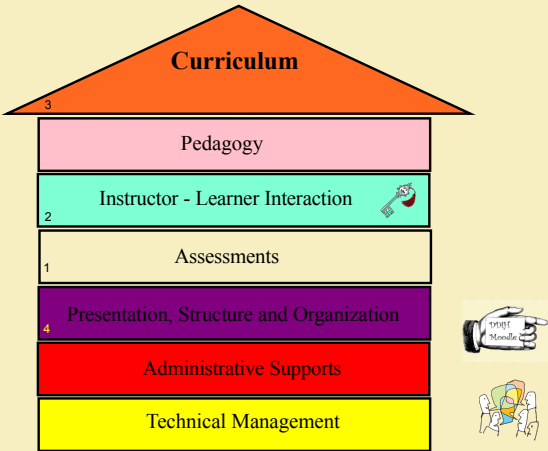 Curriculum
3
Pedagogy
Instructor - Learner Interaction
2
Assessments
1
Presentation, Structure and Organization
4
DDJH
Moodle
Administrative Supports
Technical Management